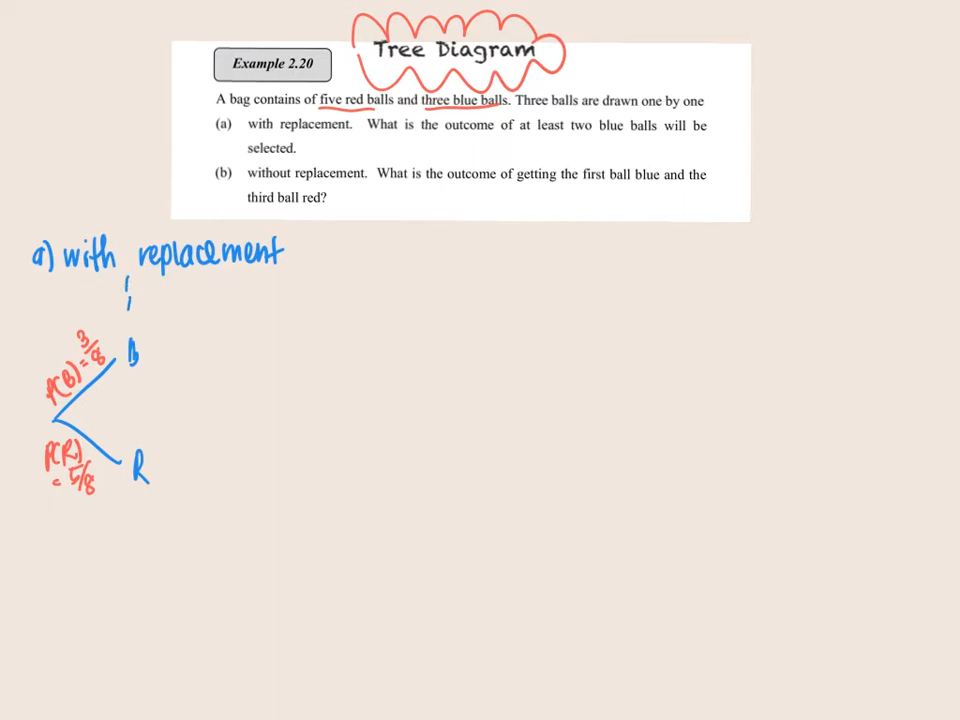 Tree Diagram
Example 2.20
A bag contains of five red balls and three blue balls. Three balls are drawn one by one
(a) with replacement. What is the outcome of at least two blue balls will be
selected.
(b) without replacement. What is the outcome of getting the first ball blue and the
third ball red?
a) with replacement
P(B) = 3/8
B
P(R)
= 5/8
R